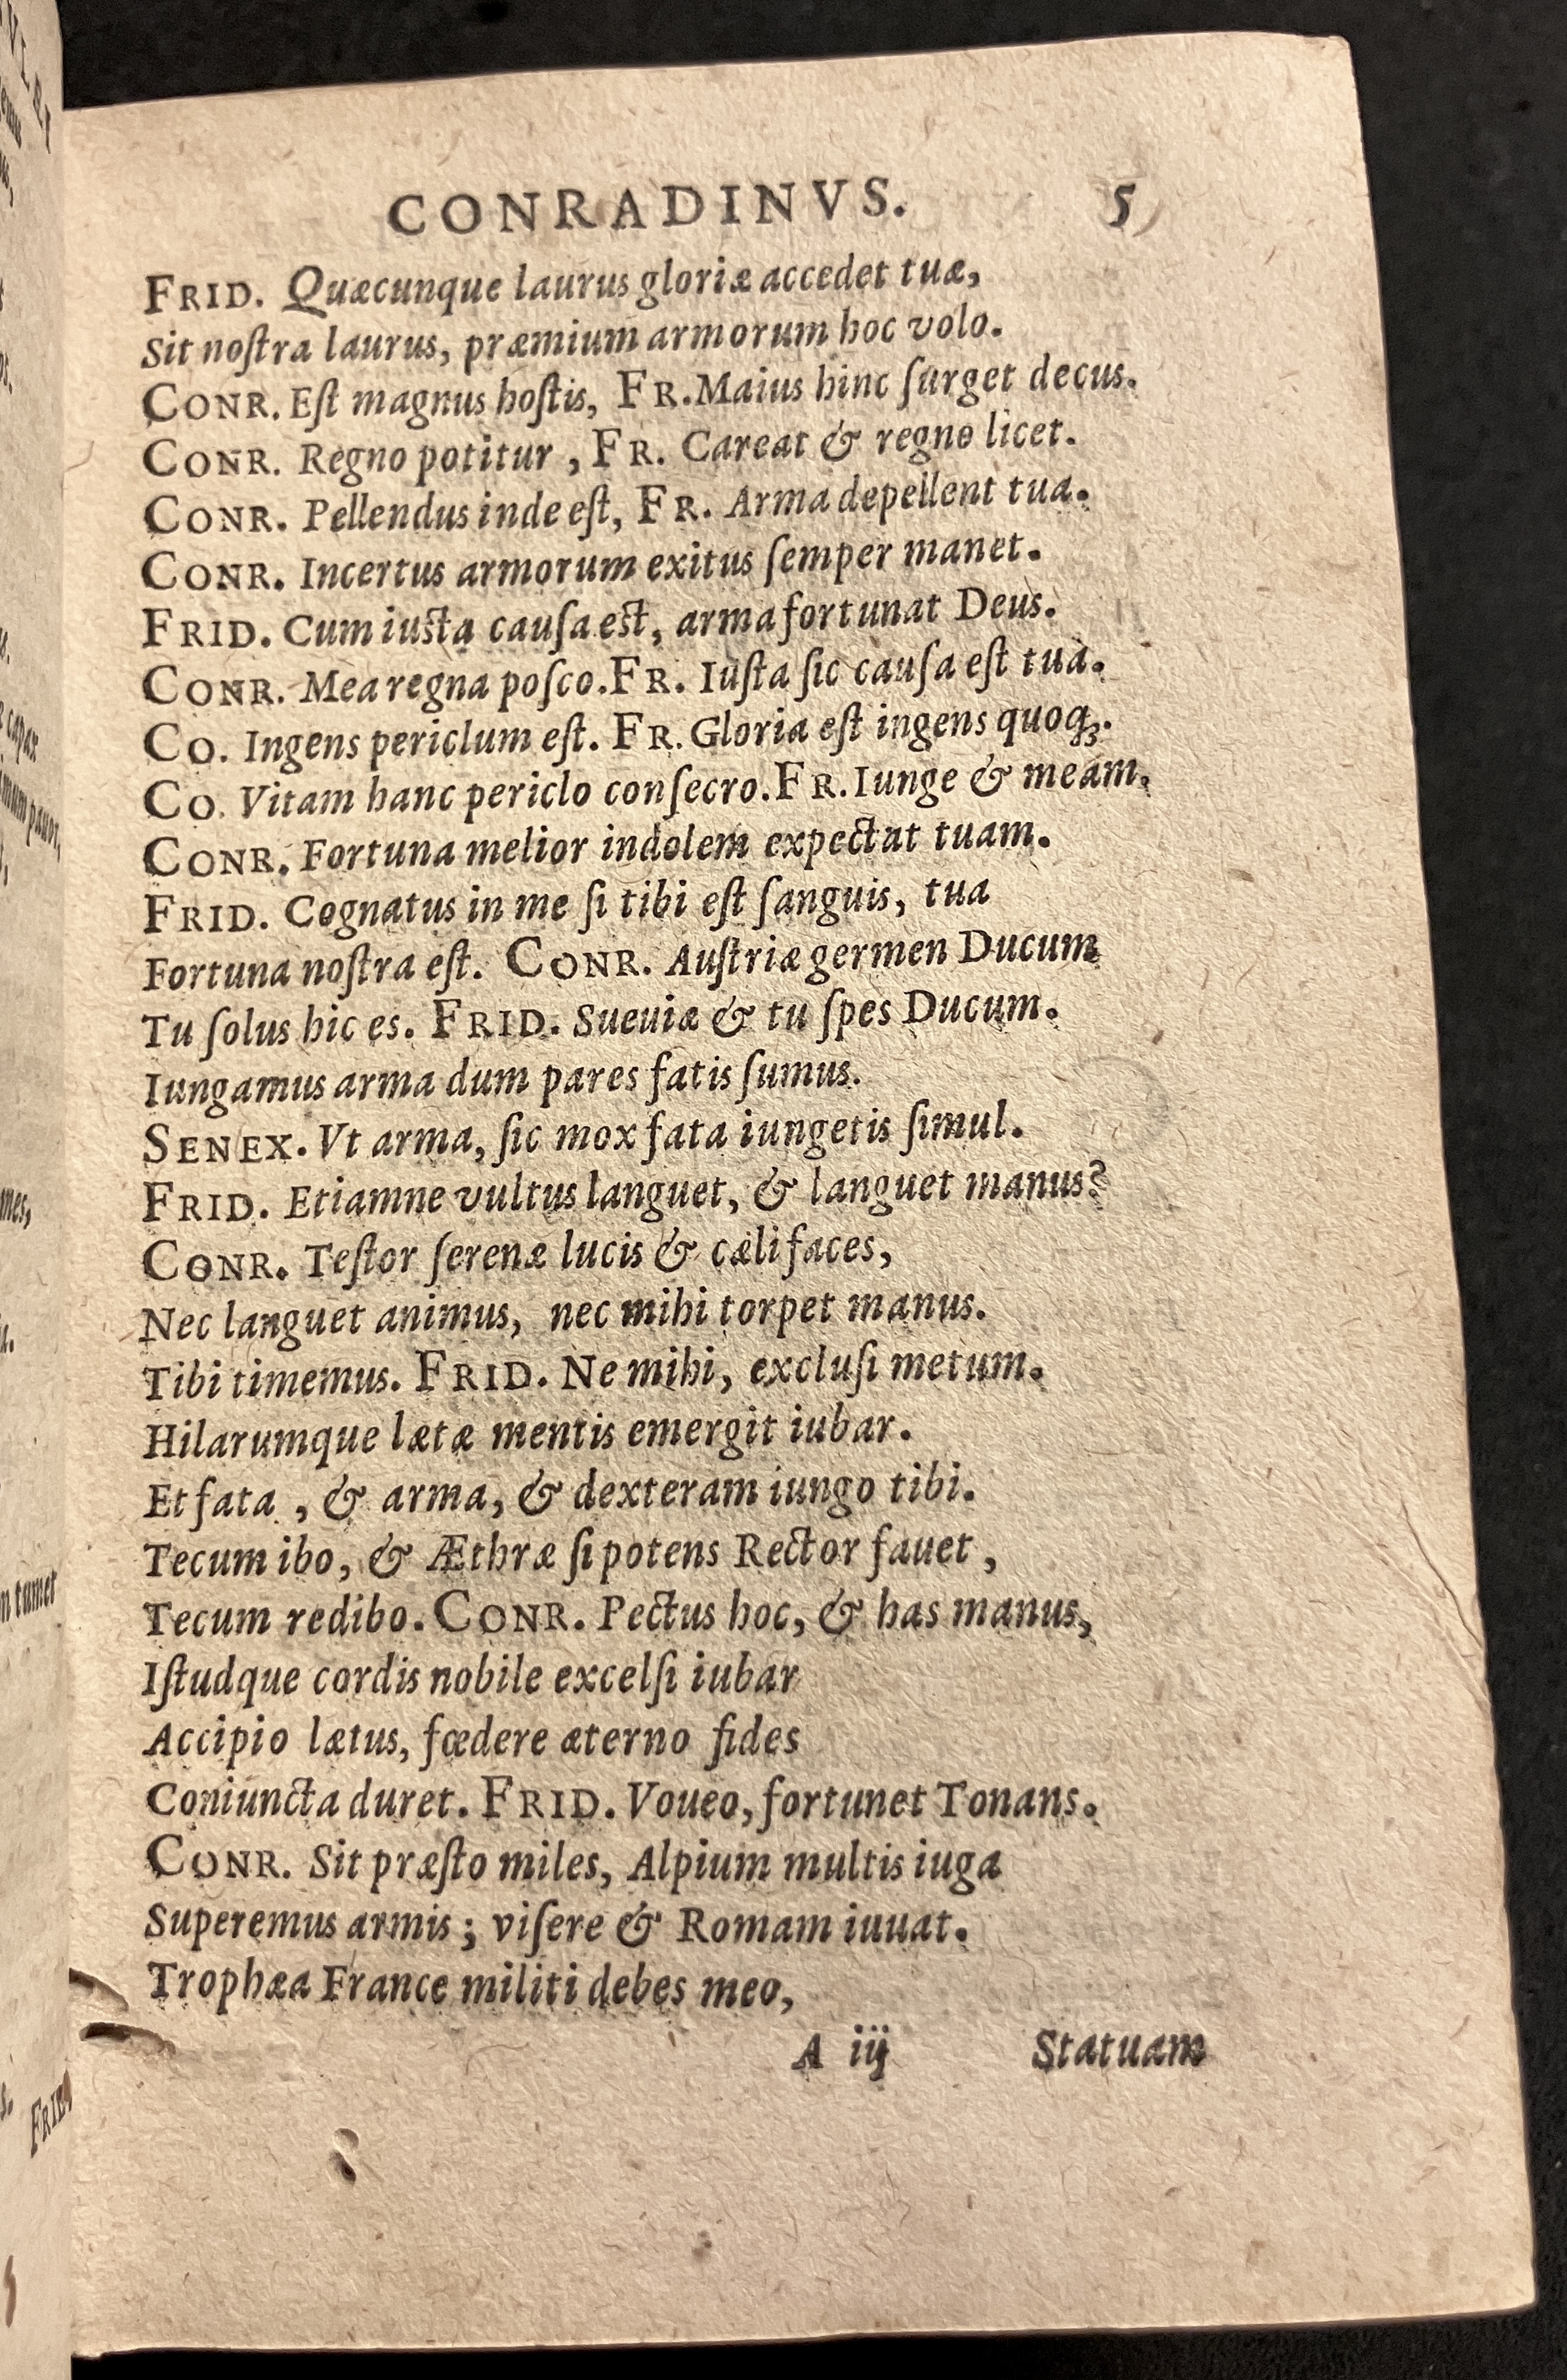 CONRADINVS. 5
FRID. Quæcunque laurus gloriæ accedet tuæ,
Sit noſtra laurus, præmium armorum hoc volo.
CONR. Eſt magnus hoſtis, FR. Maius hinc ſurget decus.
CONR. Regno potitur, FR. Careat & regno licet.
CONR. Pellendus inde eſt, FR. Arma depellent tua.
CONR. Incertus armorum exitus ſemper manet.
FRID. Cum iusta cauſa est, arma fortunat Deus.
CONR. Mea regna poſco. FR. Iuſta ſic cauſa eſt tua.
CO. Ingens periclum eſt. FR. Gloria eſt ingens quoq;.
CO. Vitam hanc periclo conſecro. FR. Iunge & meam.
CONR. Fortuna melior indolem expectat tuam.
FRID. Cognatus in me ſi tibi eſt ſanguis, tua
Fortuna noſtra eſt. CONR. Auſtriæ germen Ducum
Tu ſolus hic es. FRID. Sueuiæ & tu ſpes Ducum.
Iungamus arma dum pares fatis ſumus.
SENEX. Vt arma, ſic mox fata iungetis ſimul.
FRID. Etiamne vultus languet, & languet manus?
CONR. Teſtor ſerenæ lucis & cæli faces,
Nec languet animus, nec mihi torpet manus.
Tibi timemus. FRID. Ne mihi, excluſi metum.
Hilarumque lætæ mentis emergit iubar.
Et fata, & arma, & dexteram iungo tibi.
Tecum ibo, & Æthræ ſi potens Rector fauet,
Tecum redibo. CONR. Pectus hoc, & has manus,
Iſtudque cordis nobile excelſi iubar
Accipio lætus, fœdere æterno fides
Coniuncta duret. FRID. Voueo, fortunet Tonans.
CONR. Sit præſto miles, Alpium multis iuga
Superemus armis; viſere & Romam iuuat.
Trophæa France militi debes meo,
A iij Statuam